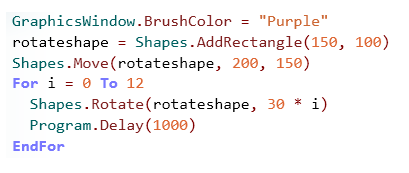 GraphicsWindow.BrushColor = "Purple"
rotateshape = Shapes.AddRectangle(150, 100)
Shapes.Move(rotateshape, 200, 150)
For i = 0 To 12
  Shapes.Rotate(rotateshape, 30 * i)
  Program.Delay(1000)
EndFor